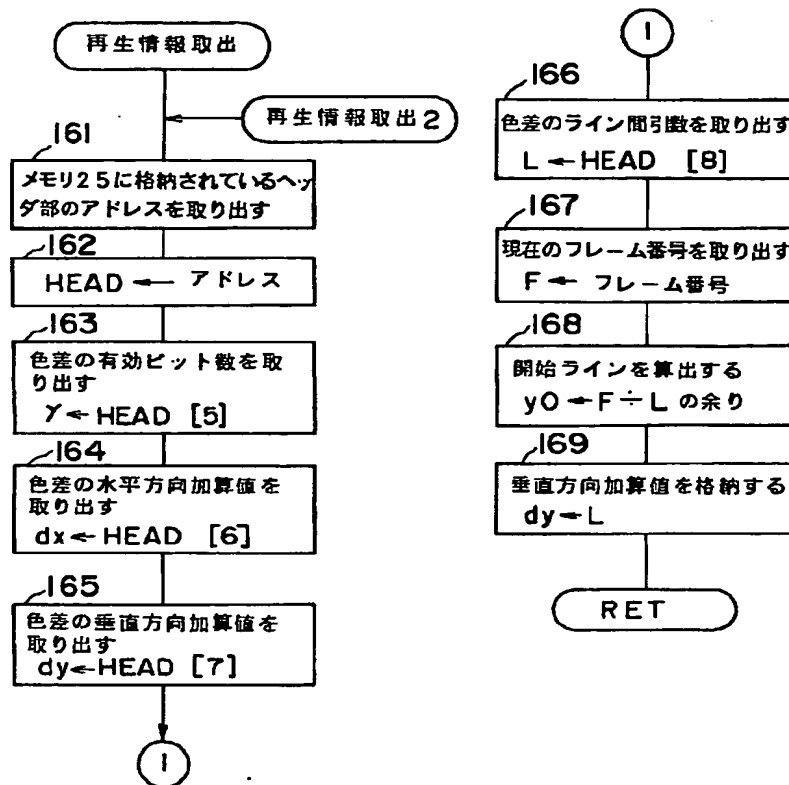 再生情報取出
再生情報取出2
161
メモリ25に格納されているヘッ
ダ部のアドレスを取り出す
162
HEAD ← アドレス
163
色差の有効ビット数を取
り出す
γ ← HEAD [5]
164
色差の水平方向加算値を
取り出す
dx ← HEAD [6]
165
色差の垂直方向加算値を
取り出す
dy ← HEAD [7]
1
1
166
色差のライン間引数を取り出す
L ← HEAD [8]
167
現在のフレーム番号を取り出す
F ← フレーム番号
168
開始ラインを算出する
y0 ← F ÷ L の余り
169
垂直方向加算値を格納する
dy ← L
RET